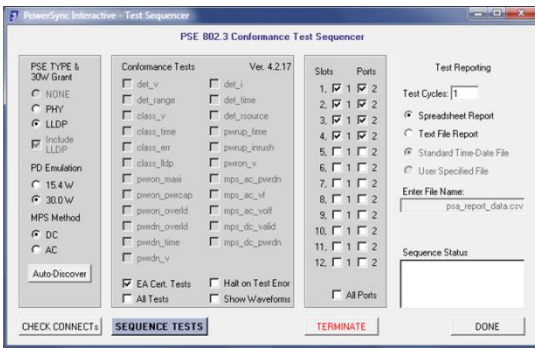 PowerSync Interactive - Test Sequencer
PSE 802.3 Conformance Test Sequencer
PSE TYPE &
30W Grant
NONE
PHY
LLDP
Include
LLDP
PD Emulation
15.4 W
30.0 W
MPS Method
DC
AC
Auto-Discover
Conformance Tests Ver. 4.2.17
det_v det_i
det_range det_time
class_v det_rsource
class_time pwrup_time
class_err pwrup_inrush
class_lldp pwron_v
pwron_maxi mps_ac_pwrdn
pwron_pwrcap mps_ac_vf
pwron_overld mps_ac_voff
pwrdn_overld mps_dc_valid
pwrdn_time mps_dc_pwrdn
pwrdn_v
EA Cert. Tests Halt on Test Error
All Tests Show Waveforms
Slots Ports
1, 1 2
2, 1 2
3, 1 2
4, 1 2
5, 1 2
6, 1 2
7, 1 2
8, 1 2
9, 1 2
10, 1 2
11, 1 2
12, 1 2
All Ports
Test Reporting
Test Cycles: 1
Spreadsheet Report
Text File Report
Standard Time-Date File
User Specified File
Enter File Name:
psa_report_data.csv
Sequence Status
CHECK CONNECTs SEQUENCE TESTS TERMINATE DONE